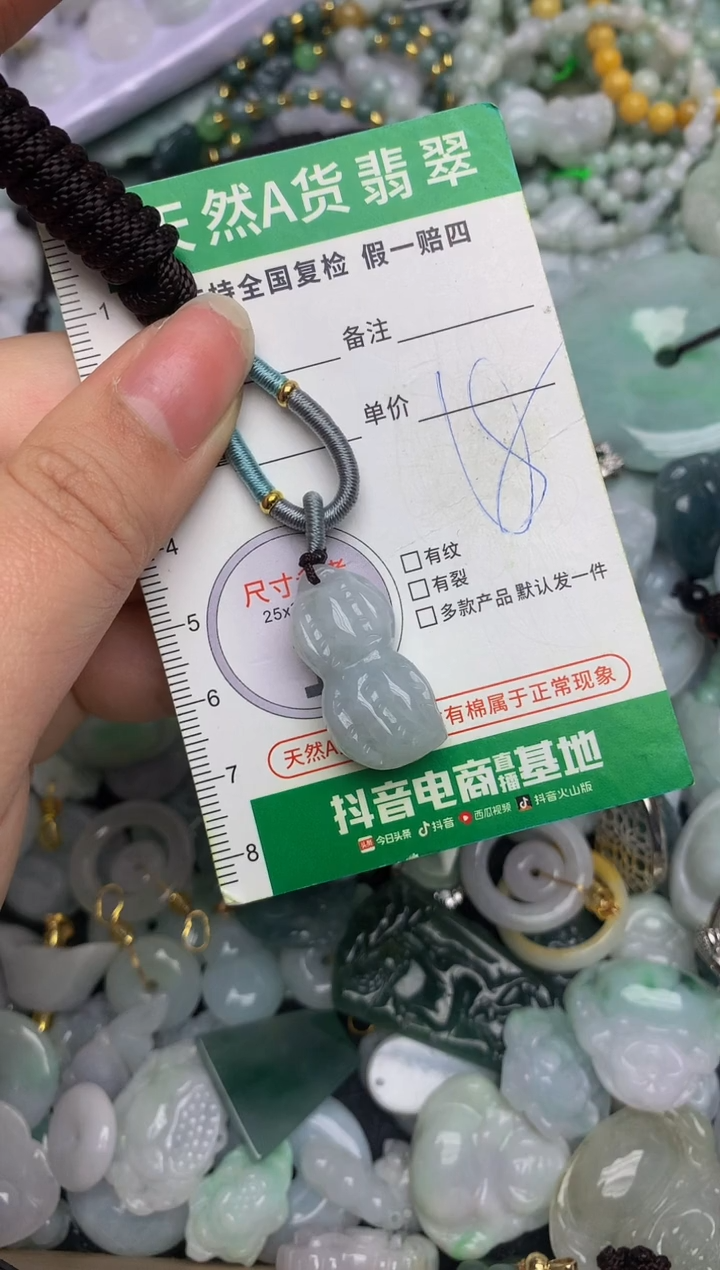 天然A货翡翠
持全国复检 假一赔四
1
备注
单价 18
4
有纹
有裂
多款产品 默认发一件
尺寸
25x
5
6
天然A 有棉属于正常现象
7
抖音电商直播基地
头条 今日头条 抖音 西瓜视频 抖音火山版
8